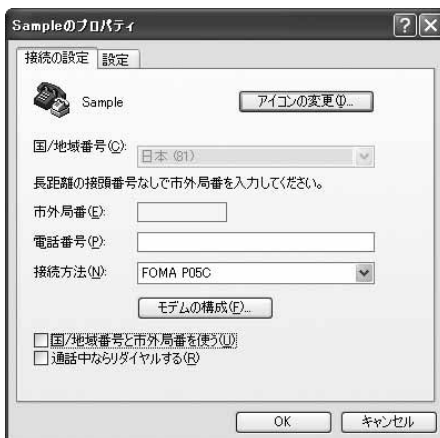 Sampleのプロパティ
接続の設定 設定
Sample アイコンの変更(I)...
国/地域番号(C): 日本 (81)
長距離の接頭番号なしで市外局番を入力してください。
市外局番(E):
電話番号(P):
接続方法(N): FOMA P05C
モデムの構成(F)...
国/地域番号と市外局番を使う(U)
通話中ならリダイヤルする(R)
OK キャンセル